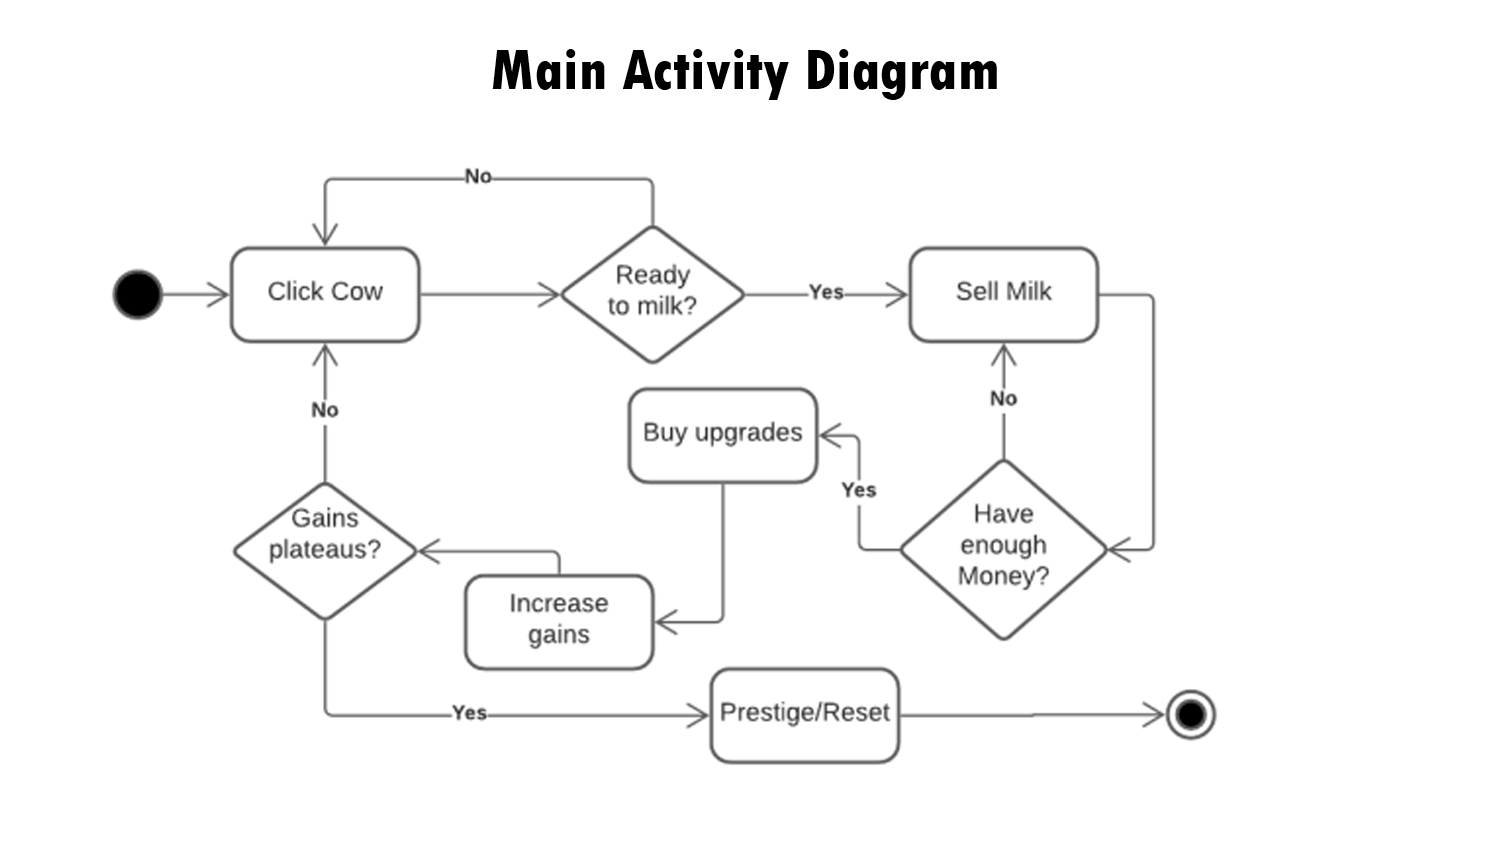 Main Activity Diagram
No
Click Cow
Ready
to milk?
Yes
Sell Milk
No
Buy upgrades
No
Yes
Gains
plateaus?
Have
enough
Money?
Increase
gains
Yes
Prestige/Reset